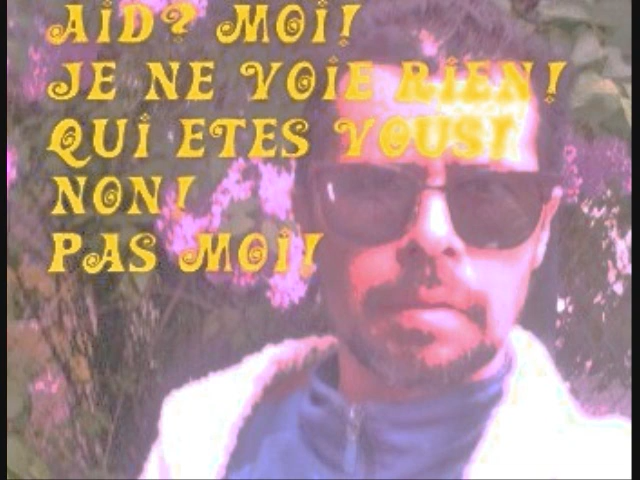 AID? MOI!
JE NE VOIE RIEN!
QUI ETES VOUS!
NON!
PAS MOI!